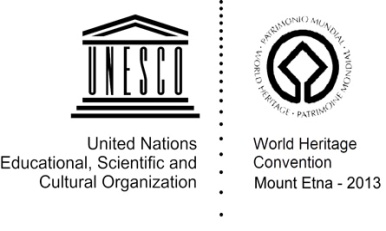 UNESCO
United Nations
Educational, Scientific and
Cultural Organization
PATRIMONIO MUNDIAL
WORLD HERITAGE
PATRIMOINE MONDIAL
World Heritage
Convention
Mount Etna - 2013